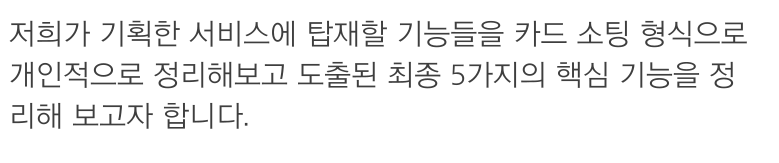 저희가 기획한 서비스에 탑재할 기능들을 카드 소팅 형식으로
개인적으로 정리해보고 도출된 최종 5가지의 핵심 기능을 정
리해 보고자 합니다.